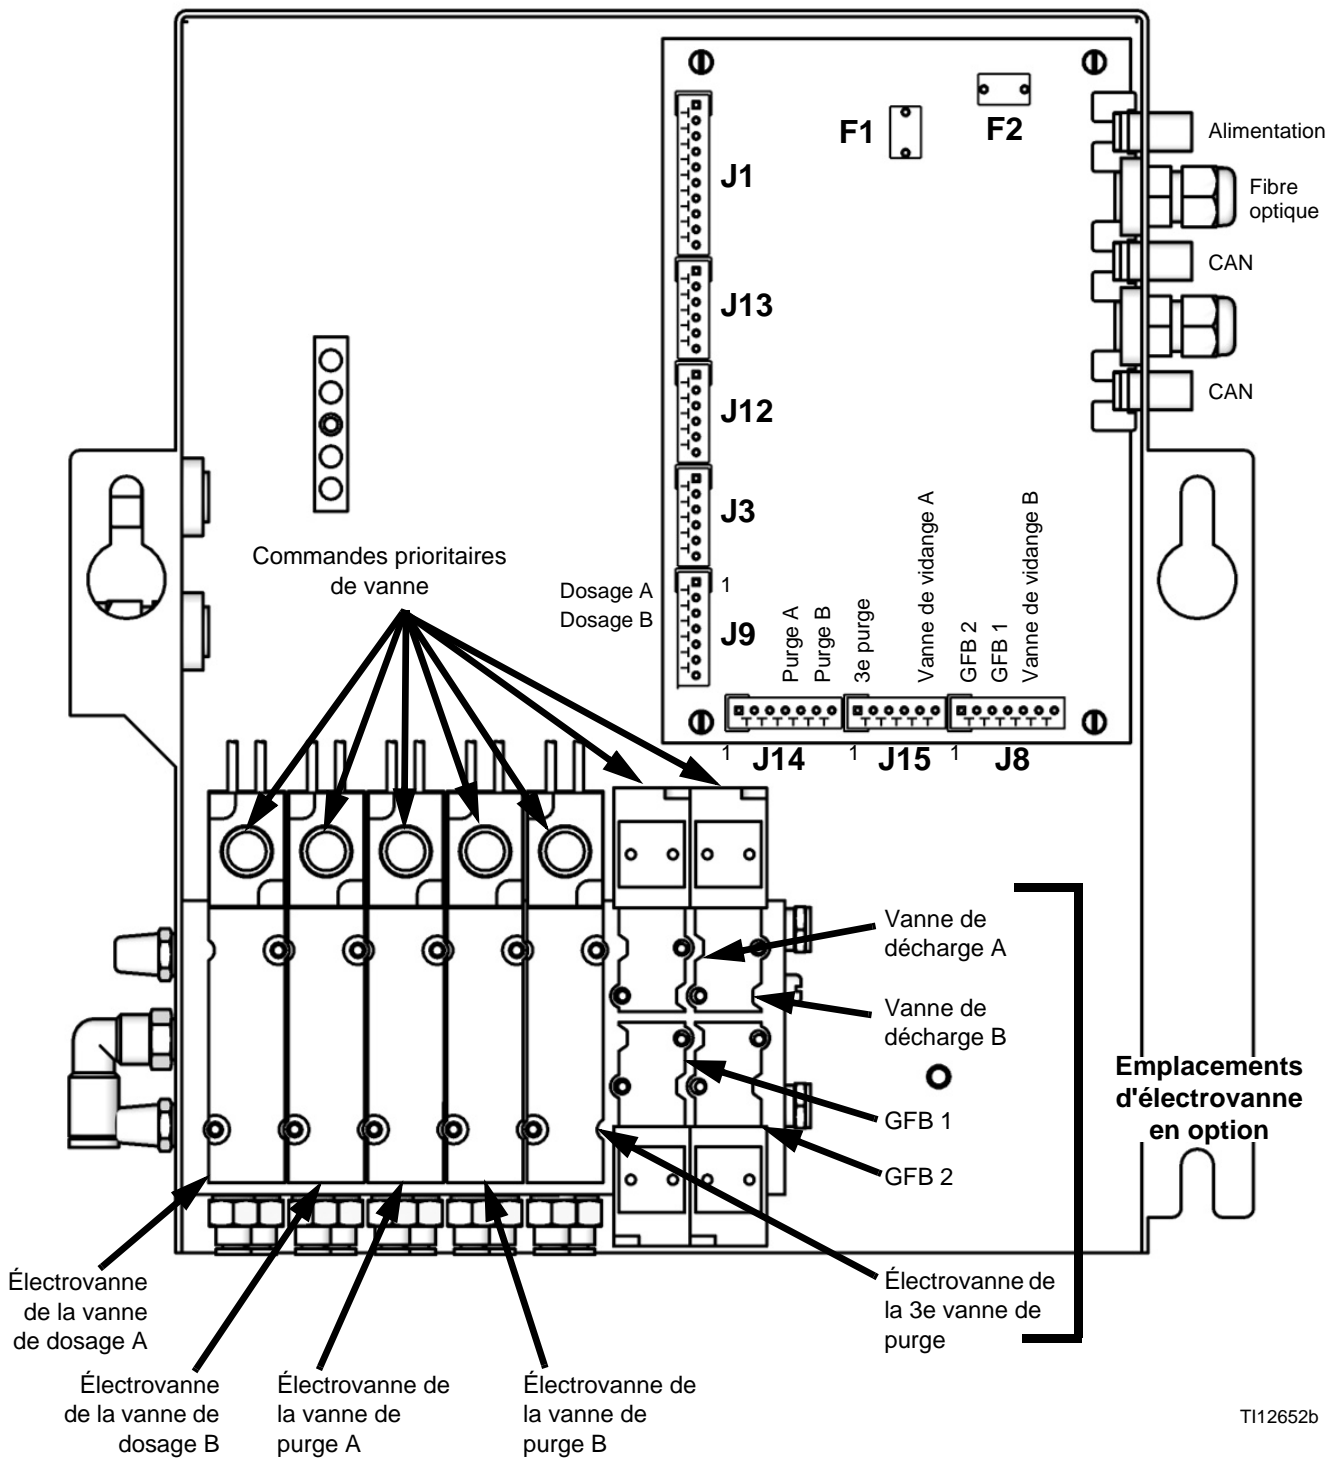 F1
F2
Alimentation
J1
Fibre
optique
CAN
J13
J12
CAN
J3
Commandes prioritaires
de vanne
Dosage A
Dosage B
1
J9
Purge A
Purge B
3e purge
Vanne de vidange A
GFB 2
GFB 1
Vanne de vidange B
1
J14
1
J15
1
J8
Vanne de
décharge A
Vanne de
décharge B
Emplacements
d'électrovanne
en option
GFB 1
GFB 2
Électrovanne
de la vanne
de dosage A
Électrovanne de
la 3e vanne de
purge
Électrovanne
de la vanne de
dosage B
Électrovanne de
la vanne de
purge A
Électrovanne de
la vanne de
purge B
TI12652b